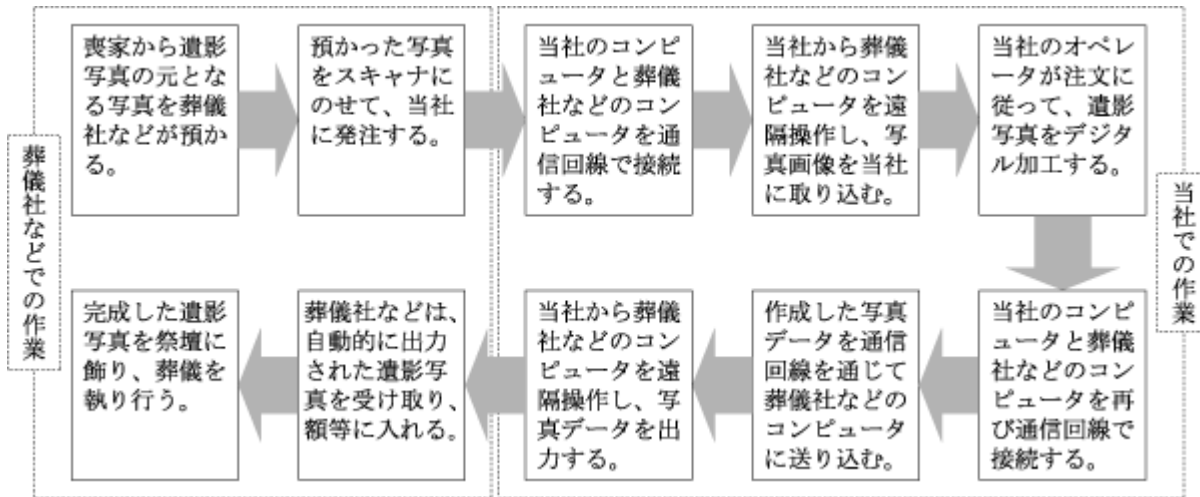 葬儀社などでの作業
喪家から遺影
写真の元とな
る写真を葬儀
社などが預か
る。
預かった写真
をスキャナに
のせて、当社
に発注する。
当社のコンピ
ュータと葬儀
社などのコン
ピュータを通
信回線で接続
する。
当社から葬儀
社などのコン
ピュータを遠
隔操作し、写
真画像を当社
に取り込む。
当社のオペレ
ータが注文に
従って、遺影
写真をデジタ
ル加工する。
当社での作業
当社のコンピ
ュータと葬儀
社などのコン
ピュータを再
び通信回線で
接続する。
作成した写真
データを通信
回線を通じて
葬儀社などの
コンピュータ
に送り込む。
当社から葬儀
社などのコン
ピュータを遠
隔操作し、写
真データを出
力する。
葬儀社などは、
自動的に出力
された遺影写
真を受け取り、
額等に入れる。
完成した遺影
写真を祭壇に
飾り、葬儀を
執り行う。